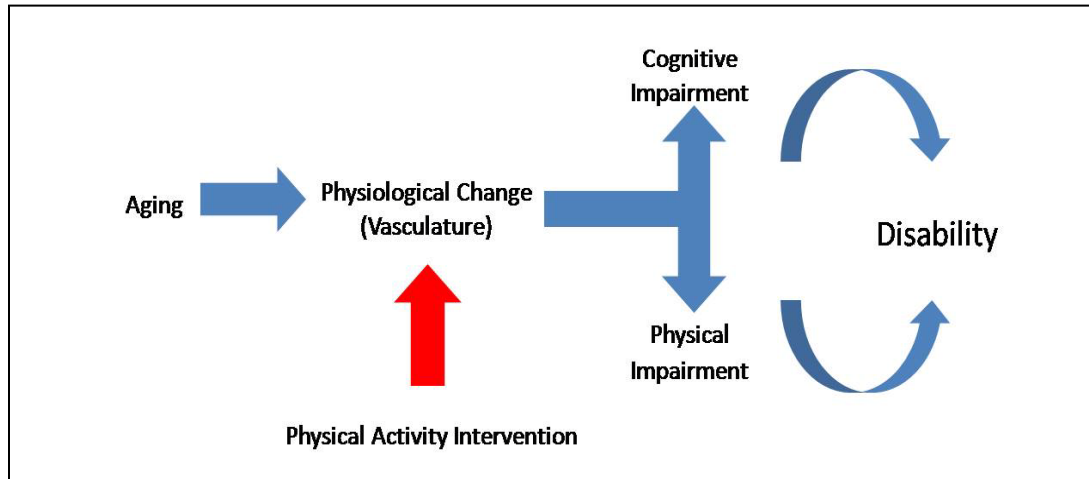 Cognitive
Impairment
Aging
Physiological Change
(Vasculature)
Disability
Physical
Impairment
Physical Activity Intervention